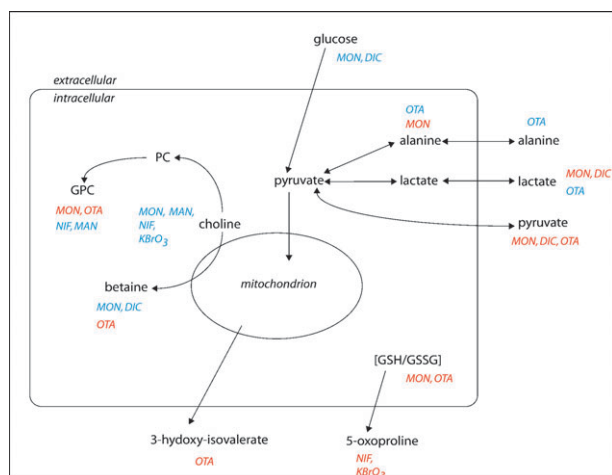 glucose
MON, DIC
extracellular
intracellular
OTA
MON
alanine
OTA
alanine
PC
GPC
MON, OTA
NIF, MAN
MON, MAN,
NIF,
KBrO3
choline
pyruvate
lactate
lactate
MON, DIC
OTA
pyruvate
MON, DIC, OTA
betaine
MON, DIC
OTA
mitochondrion
[GSH/GSSG]
MON, OTA
3-hydoxy-isovalerate
OTA
5-oxoproline
NIF,
KBrO3